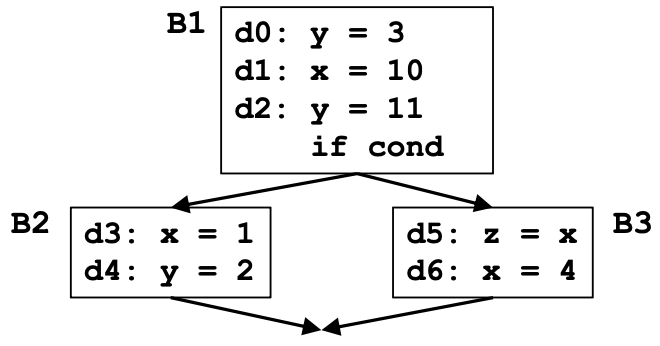 B1
d0: y = 3
d1: x = 10
d2: y = 11
if cond
B2
d3: x = 1
d4: y = 2
d5: z = x
d6: x = 4
B3